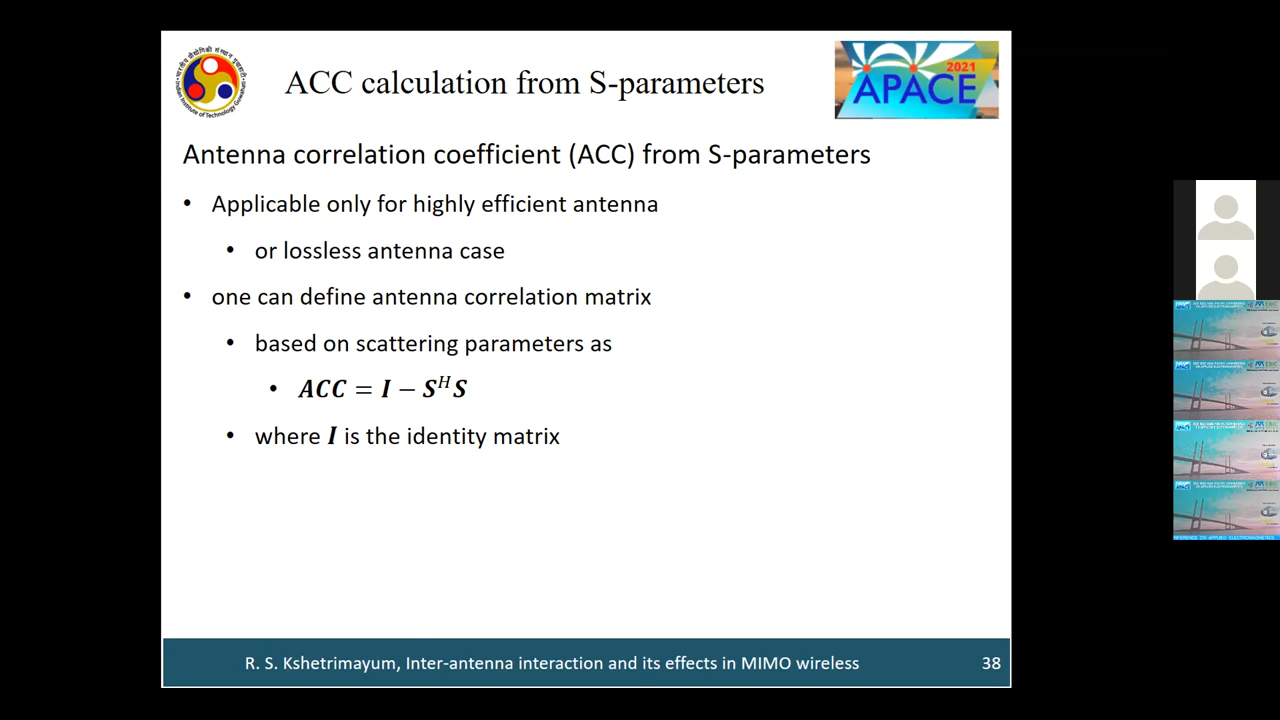 ACC calculation from S-parameters
2021
APACE
Antenna correlation coefficient (ACC) from S-parameters
• Applicable only for highly efficient antenna
• or lossless antenna case
• one can define antenna correlation matrix
• based on scattering parameters as
• ACC = I − S^H S
• where I is the identity matrix
R. S. Kshetrimayum, Inter-antenna interaction and its effects in MIMO wireless 38